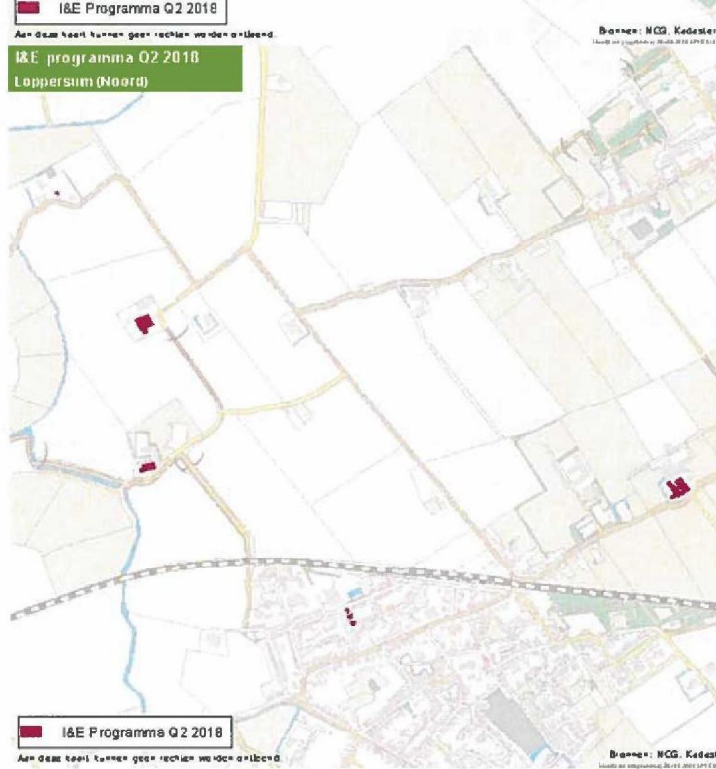 I&E Programma Q2 2018
Aan deze kaart kunnen geen rechten worden ontleend.
Bronnen: NCG, Kadaster
I&E programma Q2 2018
Loppersum (Noord)
I&E Programma Q2 2018
Aan deze kaart kunnen geen rechten worden ontleend.
Bronnen: NCG, Kadast